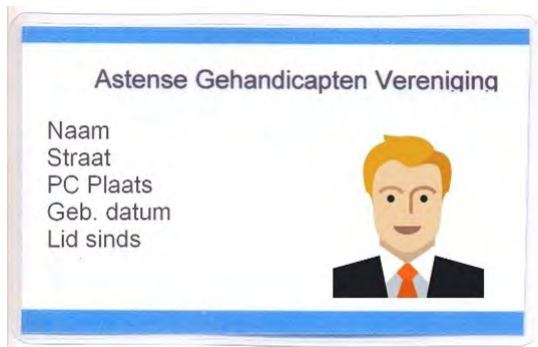 Astense Gehandicapten Vereniging
Naam
Straat
PC Plaats
Geb. datum
Lid sinds